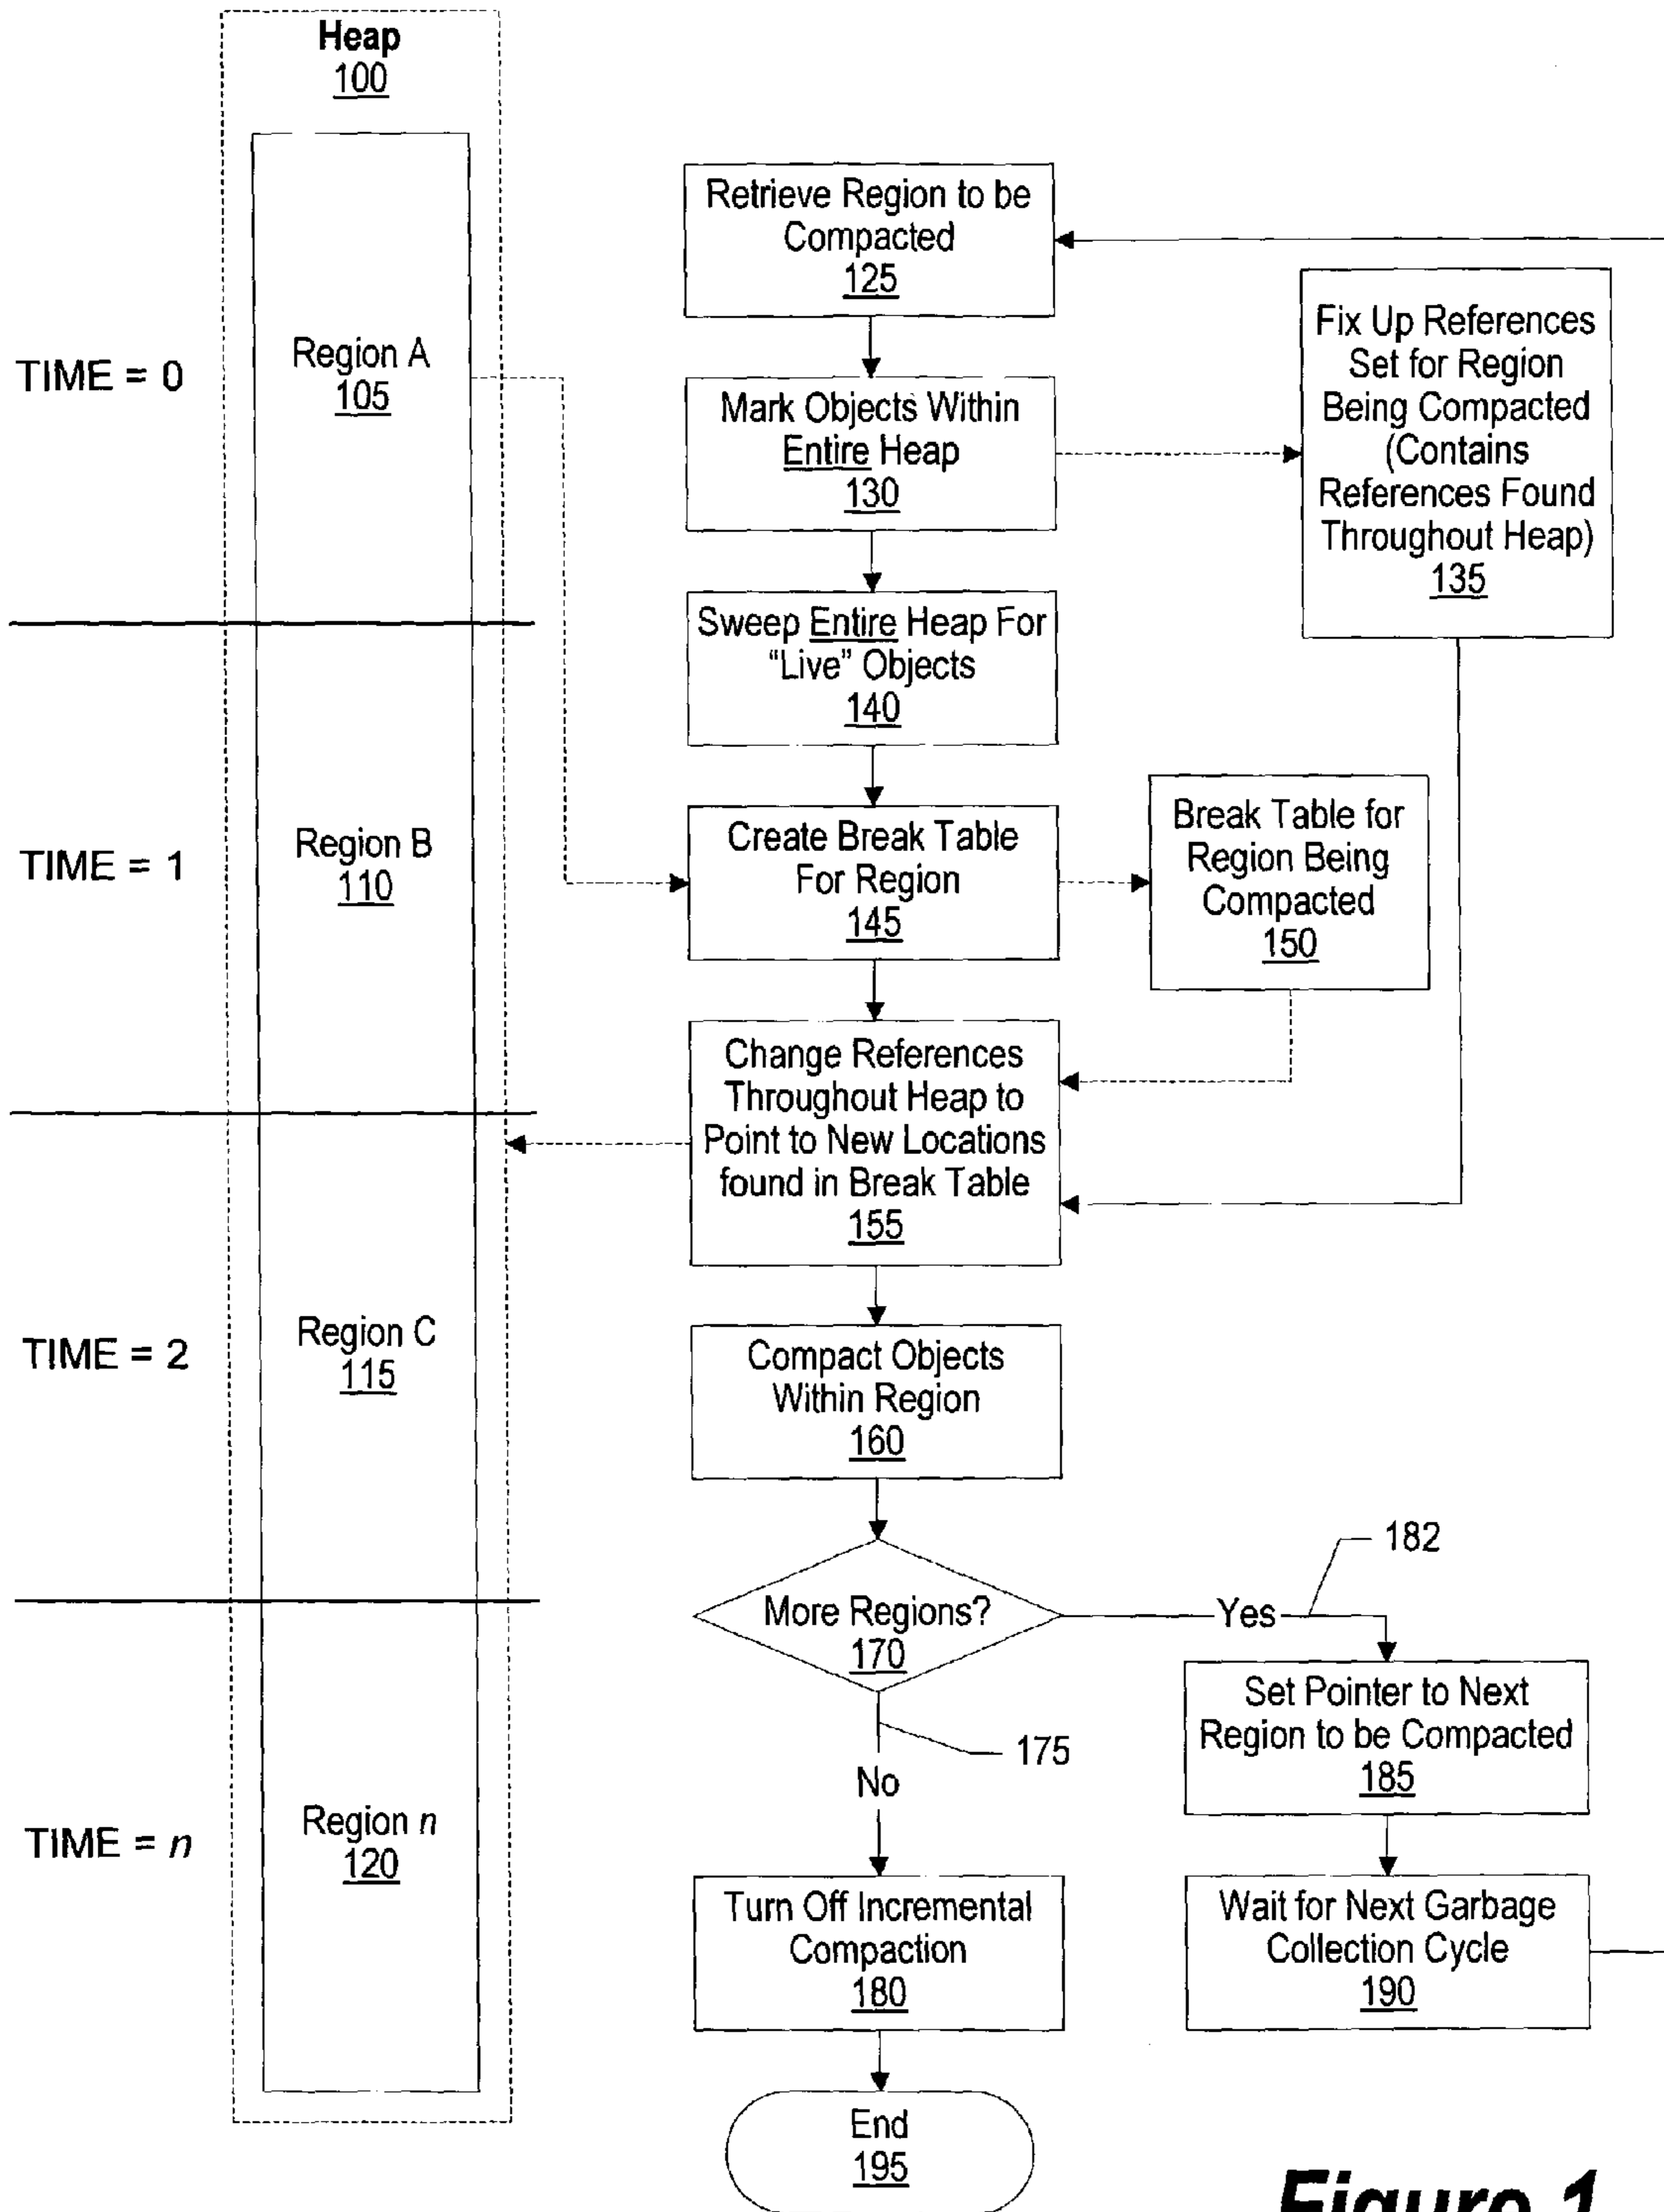 Heap
100
Retrieve Region to be
Compacted
125
Fix Up References
Set for Region
Being Compacted
(Contains
References Found
Throughout Heap)
135
TIME = 0
Region A
105
Mark Objects Within
Entire Heap
130
Sweep Entire Heap For
“Live” Objects
140
TIME = 1
Region B
110
Create Break Table
For Region
145
Break Table for
Region Being
Compacted
150
Change References
Throughout Heap to
Point to New Locations
found in Break Table
155
TIME = 2
Region C
115
Compact Objects
Within Region
160
182
More Regions?
170
Yes
Set Pointer to Next
Region to be Compacted
185
175
No
TIME = n
Region n
120
Turn Off Incremental
Compaction
180
Wait for Next Garbage
Collection Cycle
190
End
195
Figure 1